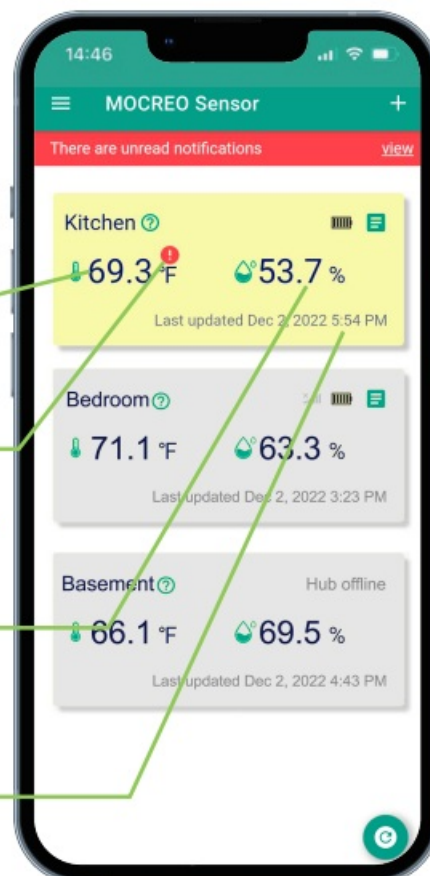 14:46
MOCREO Sensor
There are unread notifications view
Kitchen
69.3 °F 53.7 %
Last updated Dec 2, 2022 5:54 PM
Bedroom
71.1 °F 63.3 %
Last updated Dec 2, 2022 3:23 PM
Basement Hub offline
66.1 °F 69.5 %
Last updated Dec 2, 2022 4:43 PM